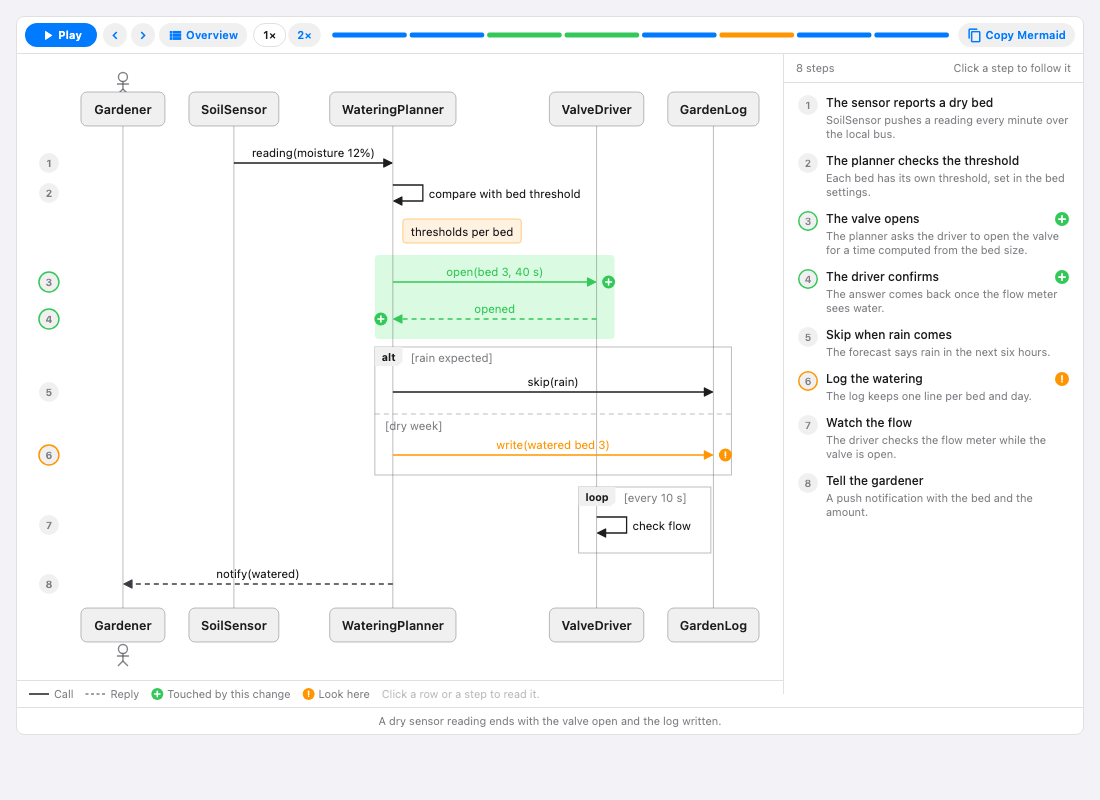 Play
Overview
1×
2×
Copy Mermaid
Gardener
SoilSensor
WateringPlanner
ValveDriver
GardenLog
1
reading(moisture 12%)
2
compare with bed threshold
thresholds per bed
3
open(bed 3, 40 s)
4
opened
alt
[rain expected]
5
skip(rain)
[dry week]
6
write(watered bed 3)
!
loop
[every 10 s]
7
check flow
8
notify(watered)
Gardener
SoilSensor
WateringPlanner
ValveDriver
GardenLog
Call
Reply
Touched by this change
! Look here
Click a row or a step to read it.
8 steps
Click a step to follow it
1
The sensor reports a dry bed
SoilSensor pushes a reading every minute over
the local bus.
2
The planner checks the threshold
Each bed has its own threshold, set in the bed
settings.
3
The valve opens
The planner asks the driver to open the valve
for a time computed from the bed size.
4
The driver confirms
The answer comes back once the flow meter
sees water.
5
Skip when rain comes
The forecast says rain in the next six hours.
6
Log the watering
!
The log keeps one line per bed and day.
7
Watch the flow
The driver checks the flow meter while the
valve is open.
8
Tell the gardener
A push notification with the bed and the
amount.
A dry sensor reading ends with the valve open and the log written.